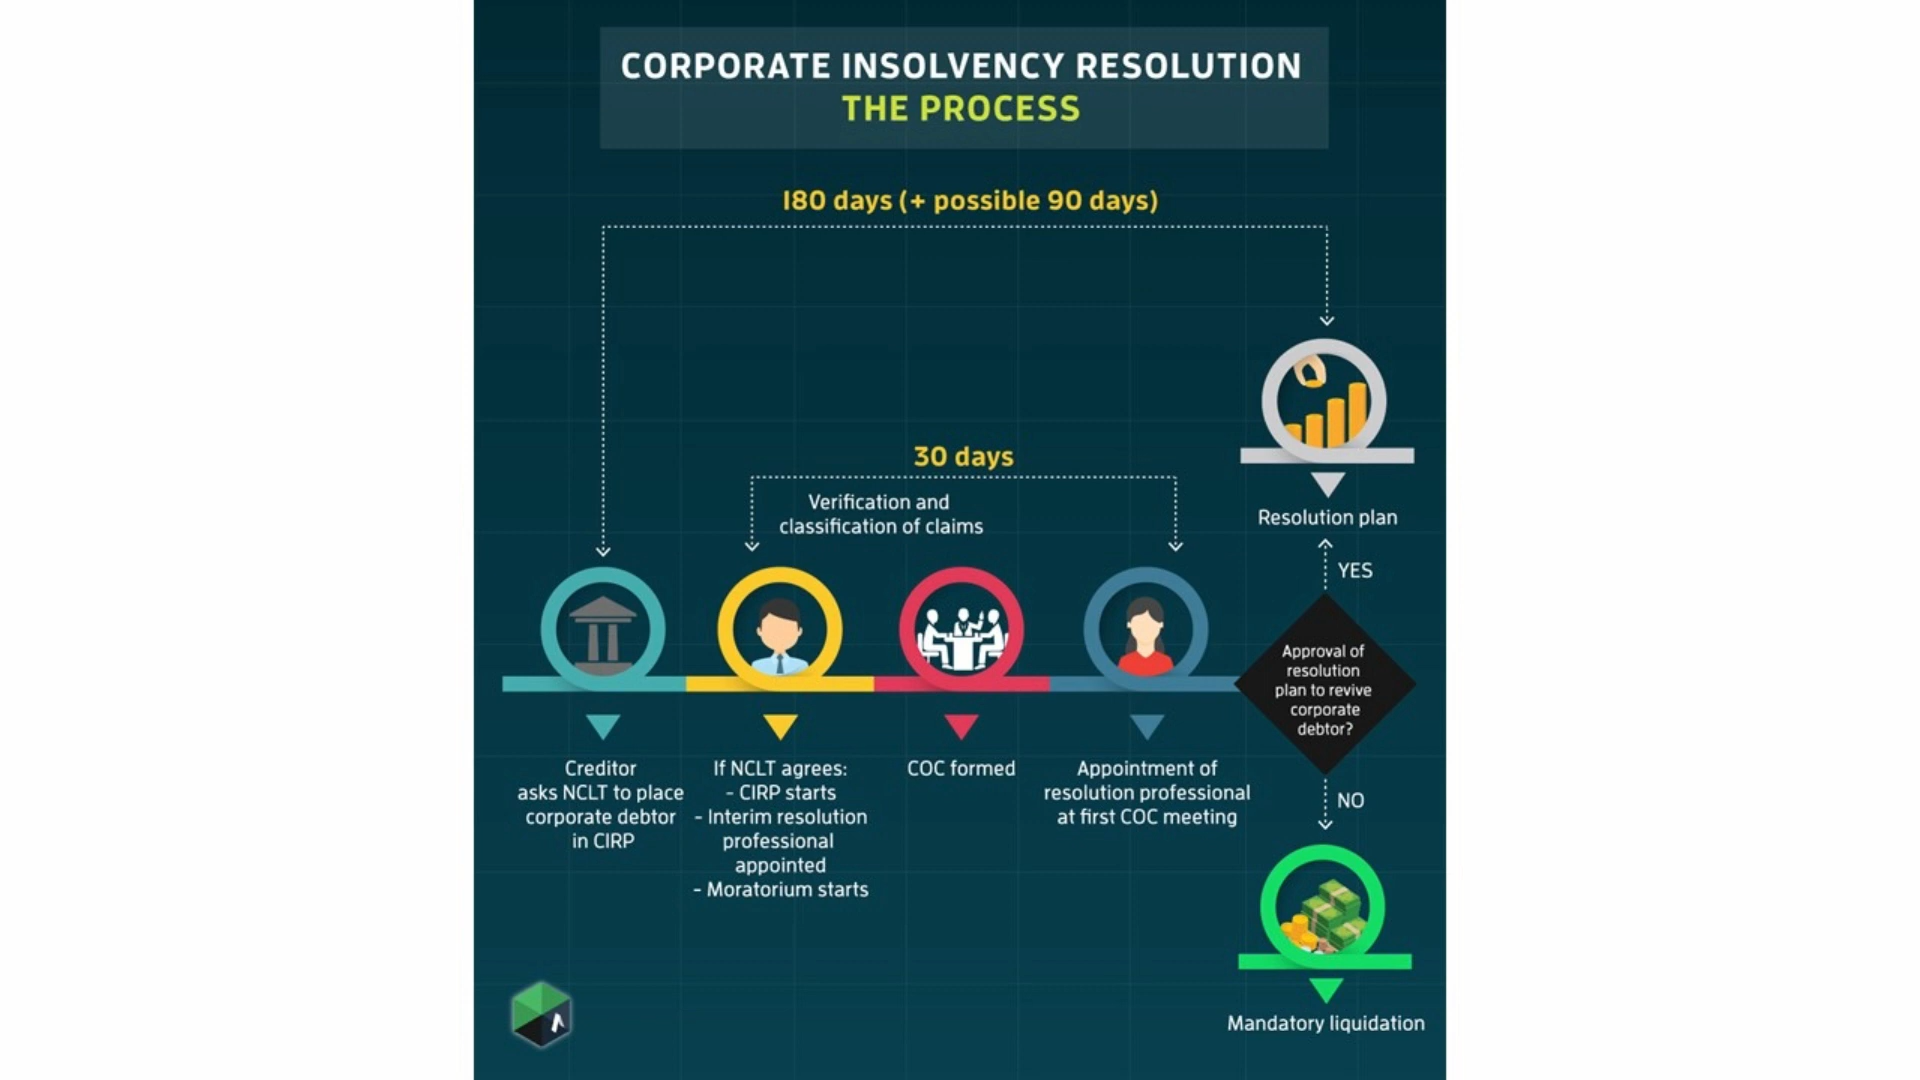 CORPORATE INSOLVENCY RESOLUTION
THE PROCESS
180 days (+ possible 90 days)
30 days
Verification and
classification of claims
Creditor
asks NCLT to place
corporate debtor
in CIRP
If NCLT agrees:
- CIRP starts
- Interim resolution
professional
appointed
- Moratorium starts
COC formed
Appointment of
resolution professional
at first COC meeting
Approval of
resolution
plan to revive
corporate
debtor?
YES
Resolution plan
NO
Mandatory liquidation